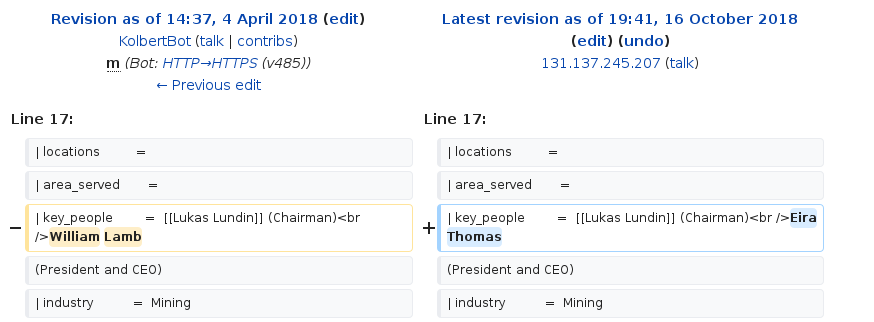 Revision as of 14:37, 4 April 2018 (edit)
KolbertBot (talk | contribs)
m (Bot: HTTP→HTTPS (v485))
← Previous edit
Latest revision as of 19:41, 16 October 2018
(edit) (undo)
131.137.245.207 (talk)
Line 17:
Line 17:
| locations =
| locations =
| area_served =
| area_served =
− | key_people = [[Lukas Lundin]] (Chairman)<br
/>William Lamb
+ | key_people = [[Lukas Lundin]] (Chairman)<br />Eira
Thomas
(President and CEO)
(President and CEO)
| industry = Mining
| industry = Mining